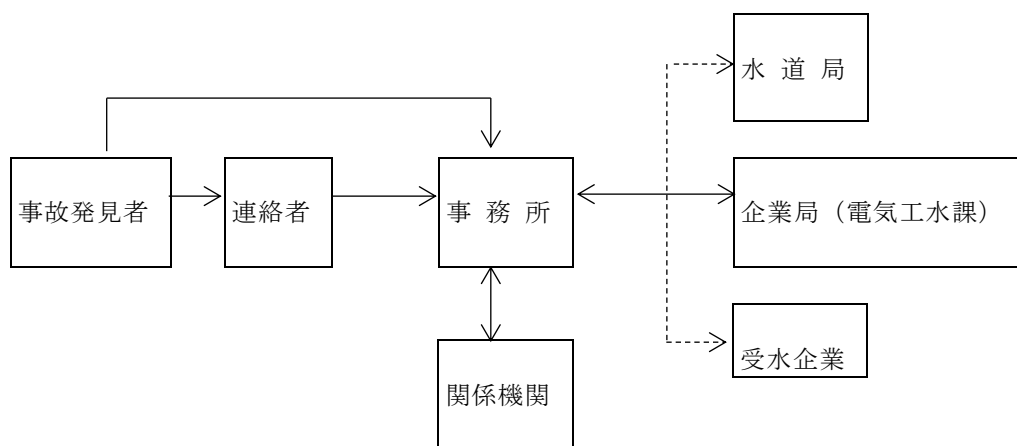 水 道 局
事故発見者
連絡者
事 務 所
企業局（電気工水課）
受水企業
関係機関